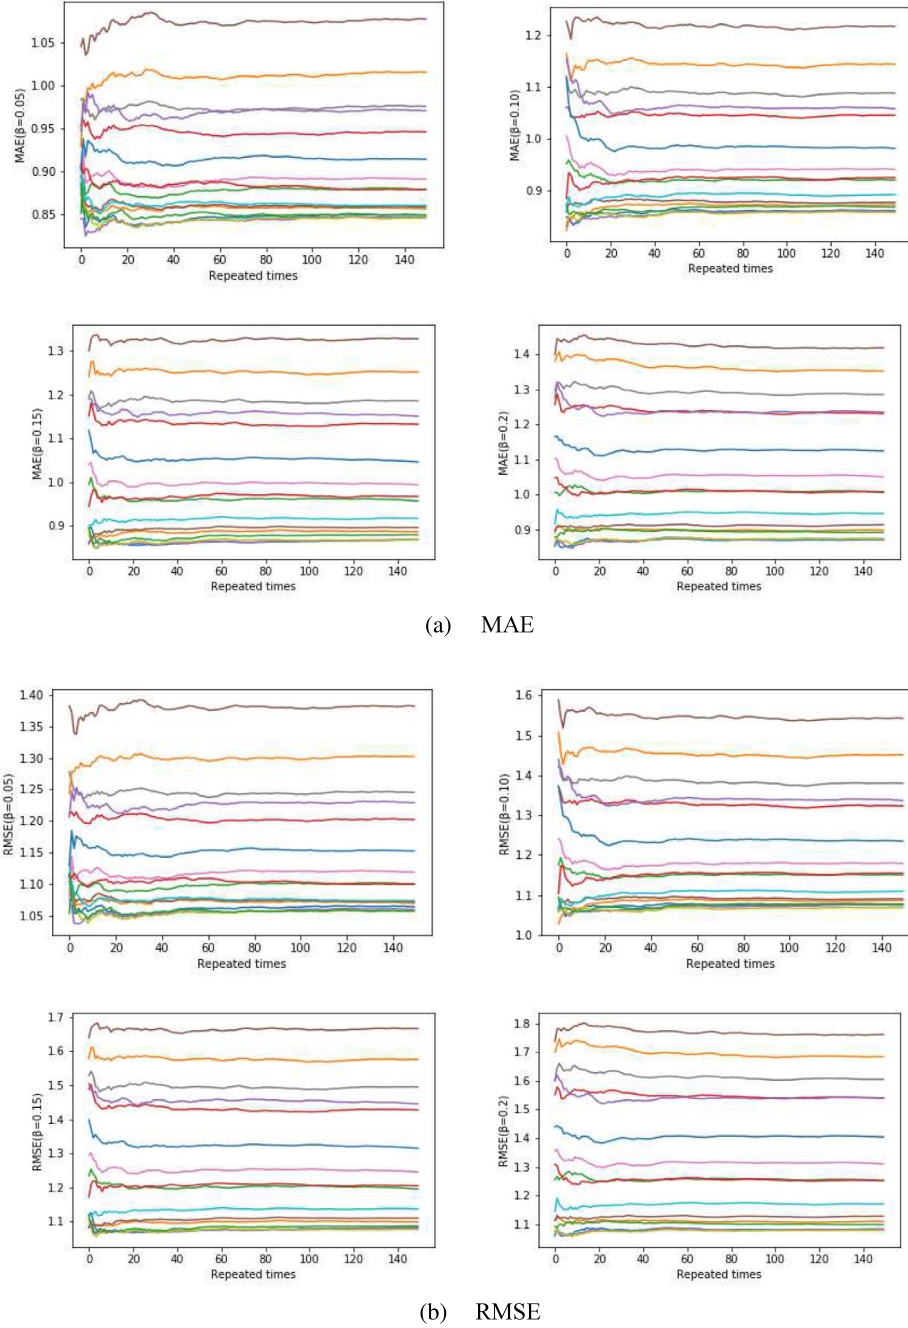 MAE(β=0.05)
1.05
1.00
0.95
0.90
0.85
0 20 40 60 80 100 120 140
Repeated times
MAE(β=0.10)
1.2
1.1
1.0
0.9
0 20 40 60 80 100 120 140
Repeated times
MAE(β=0.15)
1.3
1.2
1.1
1.0
0.9
0 20 40 60 80 100 120 140
Repeated times
MAE(β=0.2)
1.4
1.3
1.2
1.1
1.0
0.9
0 20 40 60 80 100 120 140
Repeated times
(a) MAE
RMSE(β=0.05)
1.40
1.35
1.30
1.25
1.20
1.15
1.10
1.05
0 20 40 60 80 100 120 140
Repeated times
RMSE(β=0.10)
1.6
1.5
1.4
1.3
1.2
1.1
1.0
0 20 40 60 80 100 120 140
Repeated times
RMSE(β=0.15)
1.7
1.6
1.5
1.4
1.3
1.2
1.1
0 20 40 60 80 100 120 140
Repeated times
RMSE(β=0.2)
1.8
1.7
1.6
1.5
1.4
1.3
1.2
1.1
0 20 40 60 80 100 120 140
Repeated times
(b) RMSE